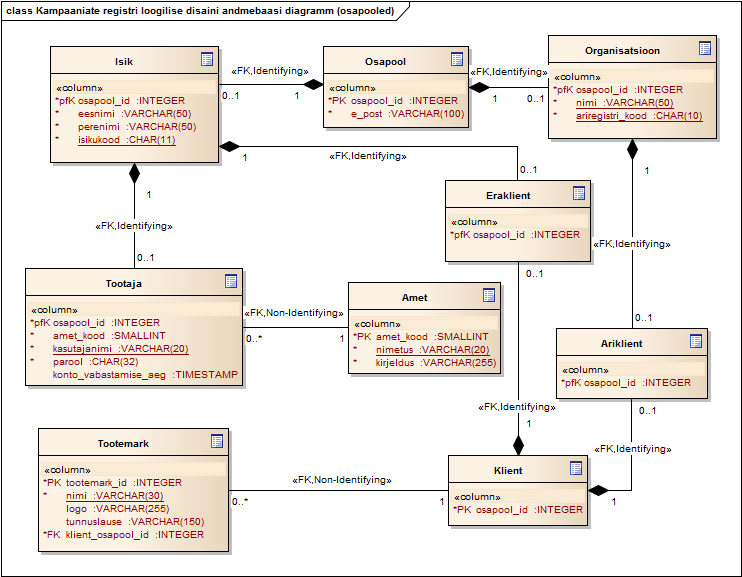 class Kampaaniate registri loogilise disaini andmebaasi diagramm (osapooled)
Isik
«column»
*pfK osapool_id :INTEGER
* eesnimi :VARCHAR(50)
* perenimi :VARCHAR(50)
* isikukood :CHAR(11)
«FK,Identifying»
0..1
1
Osapool
«column»
*PK osapool_id :INTEGER
* e_post :VARCHAR(100)
«FK,Identifying»
1
0..1
Organisatsioon
«column»
*pfK osapool_id :INTEGER
* nimi :VARCHAR(50)
* ariregistri_kood :CHAR(10)
1
«FK,Identifying»
0..1
1
«FK,Identifying»
0..1
Eraklient
«column»
*pfK osapool_id :INTEGER
0..1
1
«FK,Identifying»
0..1
Tootaja
«column»
*pfK osapool_id :INTEGER
* amet_kood :SMALLINT
* kasutajanimi :VARCHAR(20)
* parool :CHAR(32)
konto_vabastamise_aeg :TIMESTAMP
«FK,Non-Identifying»
0..*
1
Amet
«column»
*PK amet_kood :SMALLINT
* nimetus :VARCHAR(20)
* kirjeldus :VARCHAR(255)
Ariklient
«column»
*pfK osapool_id :INTEGER
0..1
«FK,Identifying»
1
«FK,Identifying»
1
Tootemark
«column»
*PK tootemark_id :INTEGER
* nimi :VARCHAR(30)
logo :VARCHAR(255)
tunnuslause :VARCHAR(150)
*FK klient_osapool_id :INTEGER
«FK,Non-Identifying»
0..*
1
Klient
«column»
*PK osapool_id :INTEGER